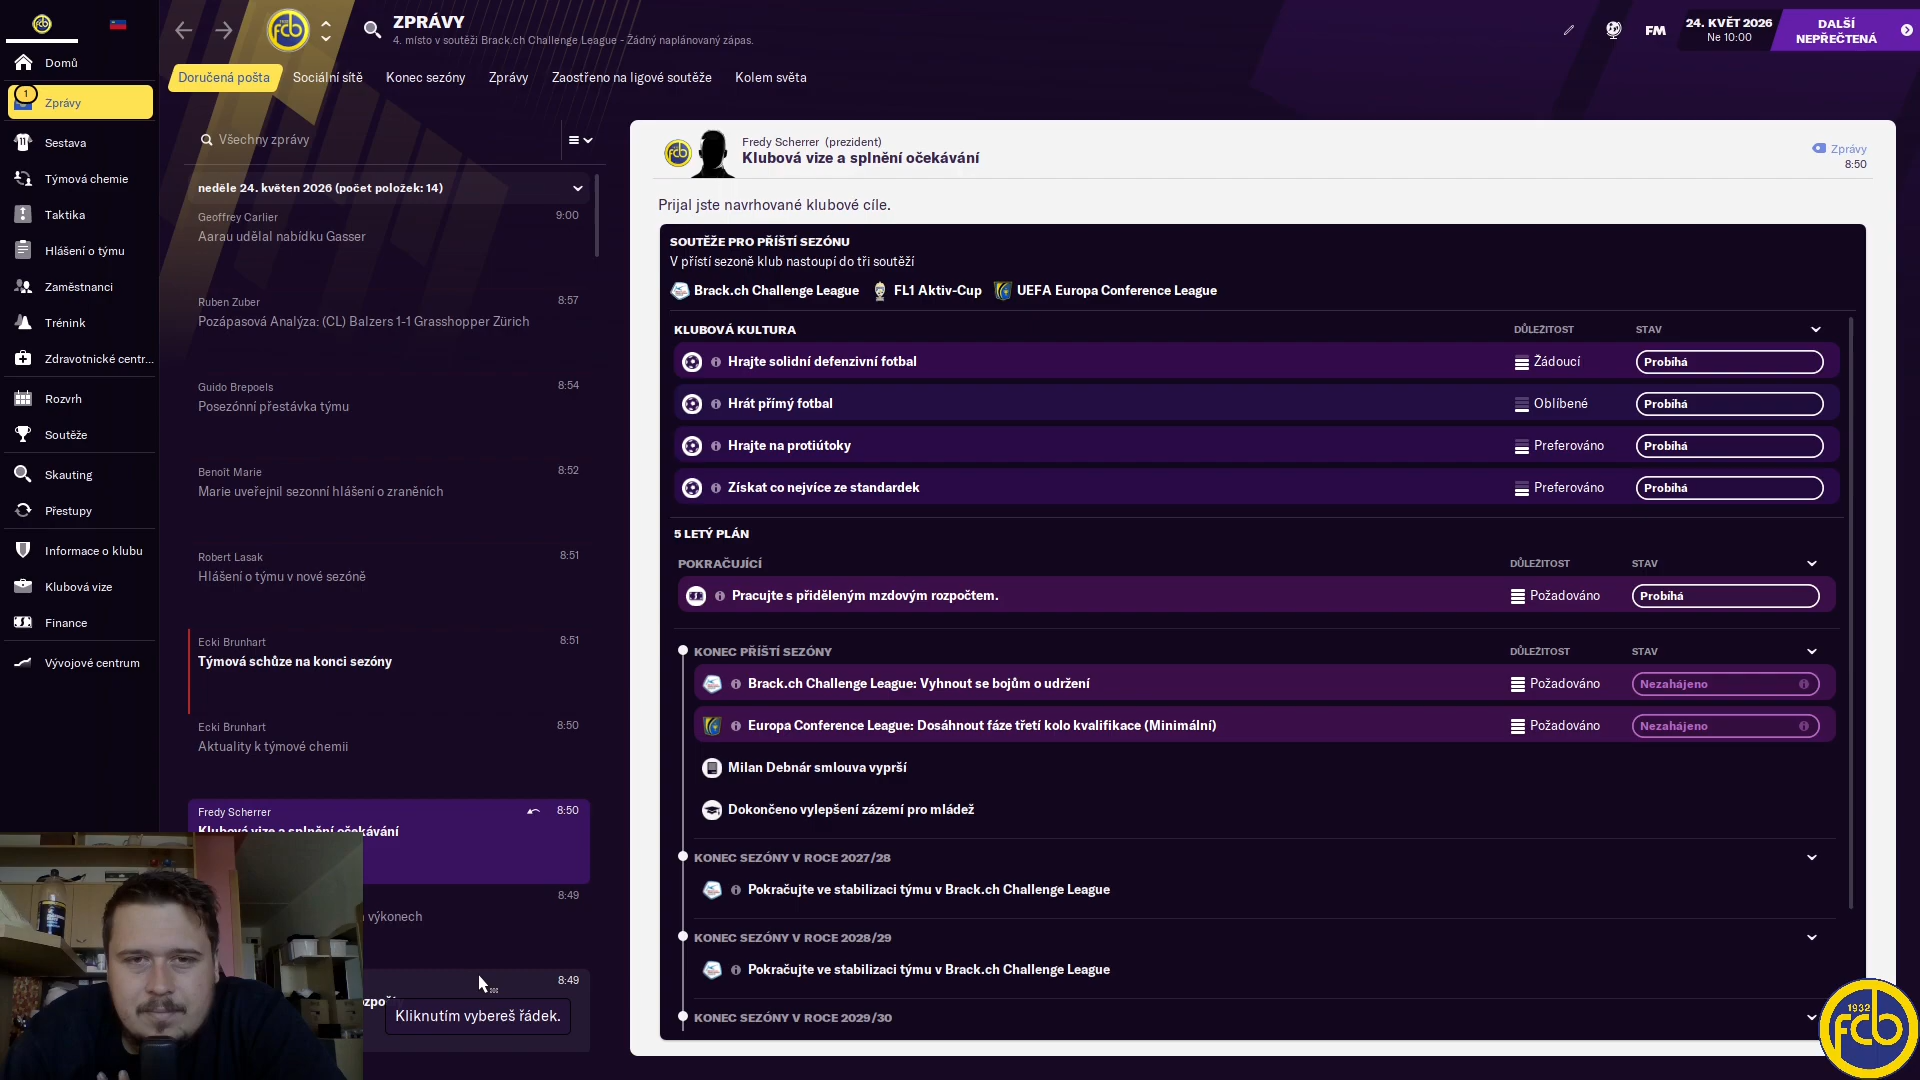 fcb
ZPRÁVY
4. místo v soutěži Brack.ch Challenge League - Žádný naplánovaný zápas.
FM
24. KVĚT 2026
Ne 10:00
DALŠÍ
NEPŘEČTENÁ
Domů
1
Zprávy
Sestava
Týmová chemie
Taktika
Hlášení o týmu
Zaměstnanci
Trénink
Zdravotnické centr...
Rozvrh
Soutěže
Skauting
Přestupy
Informace o klubu
Klubová vize
Finance
Vývojové centrum
Doručená pošta
Sociální sítě
Konec sezóny
Zprávy
Zaostřeno na ligové soutěže
Kolem světa
Všechny zprávy
neděle 24. květen 2026 (počet položek: 14)
Geoffrey Carlier 9:00
Aarau udělal nabídku Gasser
Ruben Zuber 8:57
Pozápasová Analýza: (CL) Balzers 1-1 Grasshopper Zürich
Guido Brepoels 8:54
Posezónní přestávka týmu
Benoît Marie 8:52
Marie uveřejnil sezonní hlášení o zraněních
Robert Lasak 8:51
Hlášení o týmu v nové sezóně
Ecki Brunhart 8:51
Týmová schůze na konci sezóny
Ecki Brunhart 8:50
Aktuality k týmové chemii
Fredy Scherrer 8:50
Klubová vize a splnění očekávání
8:49
výkonech
8:49
Kliknutím vybereš řádek.
Fredy Scherrer (prezident)
Klubová vize a splnění očekávání
Zprávy
8:50
Prijal jste navrhované klubové cíle.
SOUTĚŽE PRO PŘÍŠTÍ SEZÓNU
V přístí sezoně klub nastoupí do tři soutěží
Brack.ch Challenge League FL1 Aktiv-Cup UEFA Europa Conference League
KLUBOVÁ KULTURA DŮLEŽITOST STAV
Hrajte solidní defenzivní fotbal Žádoucí Probíhá
Hrát přímý fotbal Oblíbené Probíhá
Hrajte na protiútoky Preferováno Probíhá
Získat co nejvíce ze standardek Preferováno Probíhá
5 LETÝ PLÁN
POKRAČUJÍCÍ DŮLEŽITOST STAV
Pracujte s přiděleným mzdovým rozpočtem. Požadováno Probíhá
KONEC PŘÍŠTÍ SEZÓNY DŮLEŽITOST STAV
Brack.ch Challenge League: Vyhnout se bojům o udržení Požadováno Nezahájeno
Europa Conference League: Dosáhnout fáze třetí kolo kvalifikace (Minimální) Požadováno Nezahájeno
Milan Debnár smlouva vyprší
Dokončeno vylepšení zázemí pro mládež
KONEC SEZÓNY V ROCE 2027/28
Pokračujte ve stabilizaci týmu v Brack.ch Challenge League
KONEC SEZÓNY V ROCE 2028/29
Pokračujte ve stabilizaci týmu v Brack.ch Challenge League
KONEC SEZÓNY V ROCE 2029/30
1932
fcb